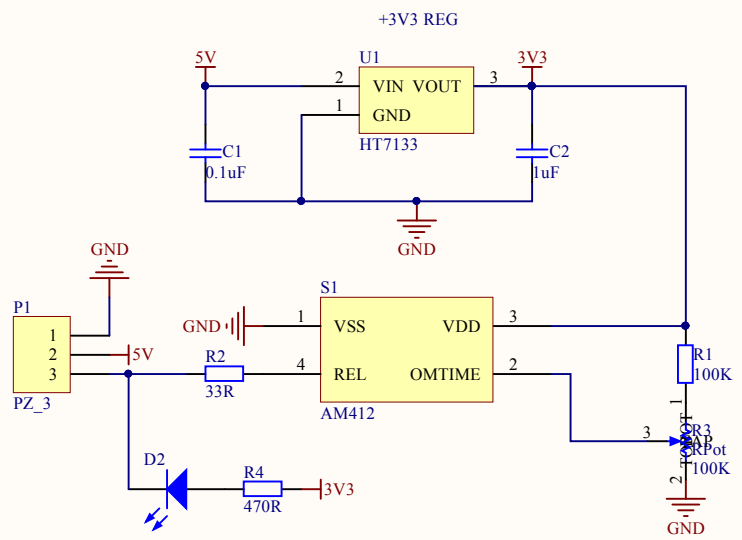 +3V3 REG
5V
U1
3V3
2
VIN
VOUT
3
1
GND
C1
0.1uF
HT7133
C2
1uF
GND
GND
P1
1
2
5V
3
PZ_3
S1
GND
1
VSS
VDD
3
R2
33R
4
REL
OMTIME
2
AM412
R1
100K
1
3
R3
RPot
100K
2
GND
D2
R4
470R
3V3